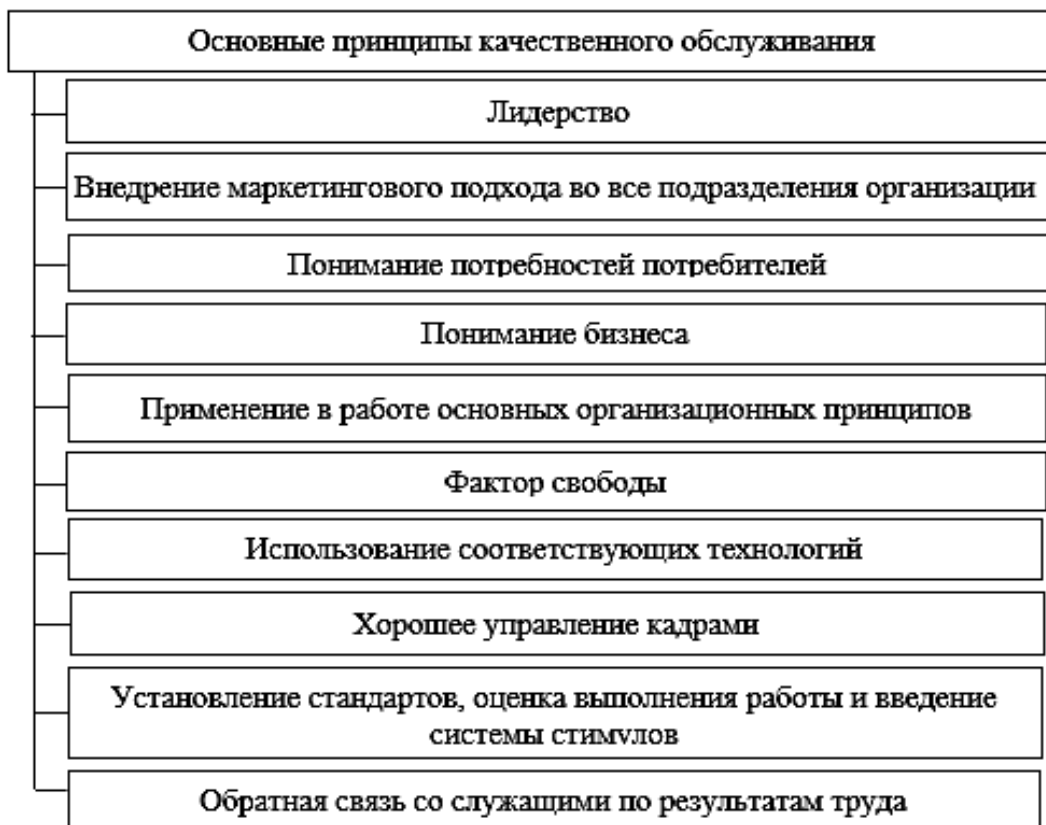 Основные принципы качественного обслуживания
Лидерство
Внедрение маркетингового подхода во все подразделения организации
Понимание потребностей потребителей
Понимание бизнеса
Применение в работе основных организационных принципов
Фактор свободы
Использование соответствующих технологий
Хорошее управление кадрами
Установление стандартов, оценка выполнения работы и введение
системы стимулов
Обратная связь со служащими по результатам труда